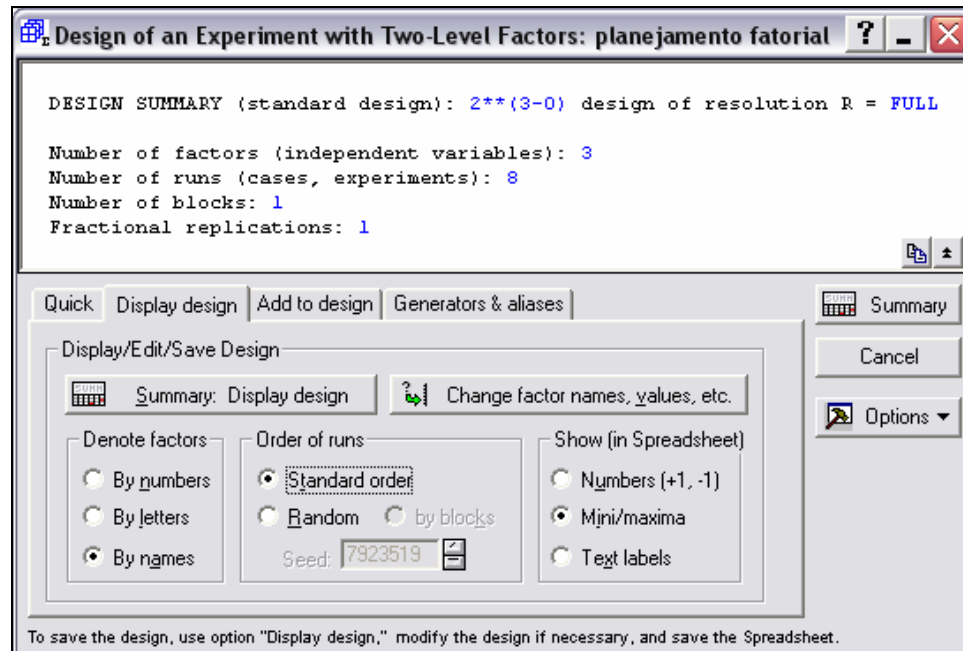 Design of an Experiment with Two-Level Factors: planejamento fatorial
DESIGN SUMMARY (standard design): 2**(3-0) design of resolution R = FULL
Number of factors (independent variables): 3
Number of runs (cases, experiments): 8
Number of blocks: 1
Fractional replications: 1
Quick Display design Add to design Generators & aliases
Summary
Cancel
Options
Display/Edit/Save Design
Summary: Display design Change factor names, values, etc.
Denote factors Order of runs Show (in Spreadsheet)
By numbers Standard order Numbers (+1, -1)
By letters Random by blocks Mini/maxima
By names Seed: 7923519 Text labels
To save the design, use option "Display design," modify the design if necessary, and save the Spreadsheet.